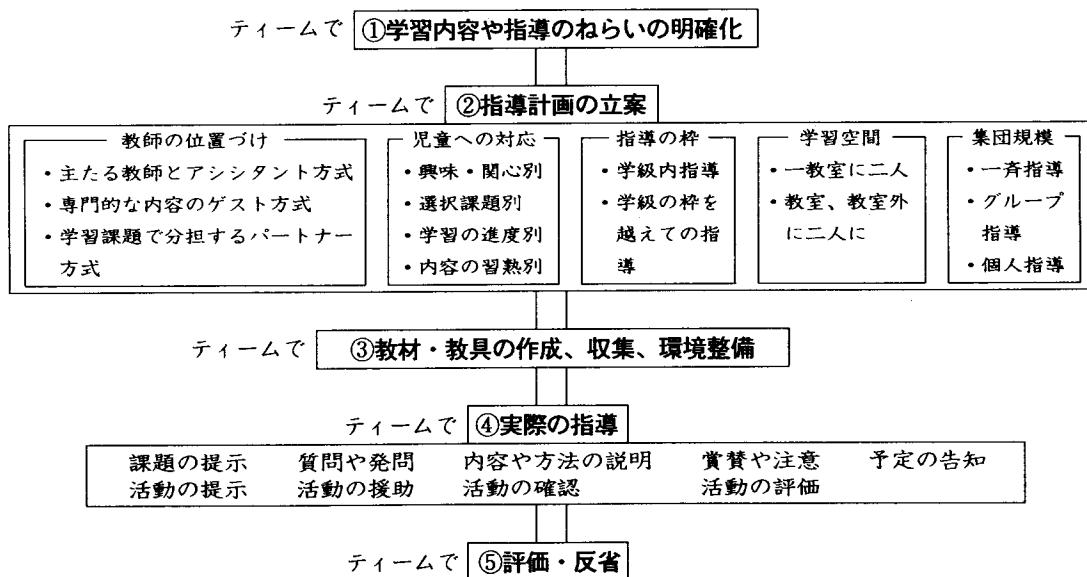 ティームで ①学習内容や指導のねらいの明確化
ティームで ②指導計画の立案
教師の位置づけ
・主たる教師とアシシタント方式
・専門的な内容のゲスト方式
・学習課題で分担するパートナー
方式
児童への対応
・興味・関心別
・選択課題別
・学習の進度別
・内容の習熟別
指導の枠
・学級内指導
・学級の枠を
越えての指
導
学習空間
・一教室に二人
・教室、教室外
に二人に
集団規模
・一斉指導
・グループ
指導
・個人指導
ティームで ③教材・教具の作成、収集、環境整備
ティームで ④実際の指導
課題の提示 質問や発問 内容や方法の説明 賞賛や注意 予定の告知
活動の提示 活動の援助 活動の確認 活動の評価
ティームで ⑤評価・反省